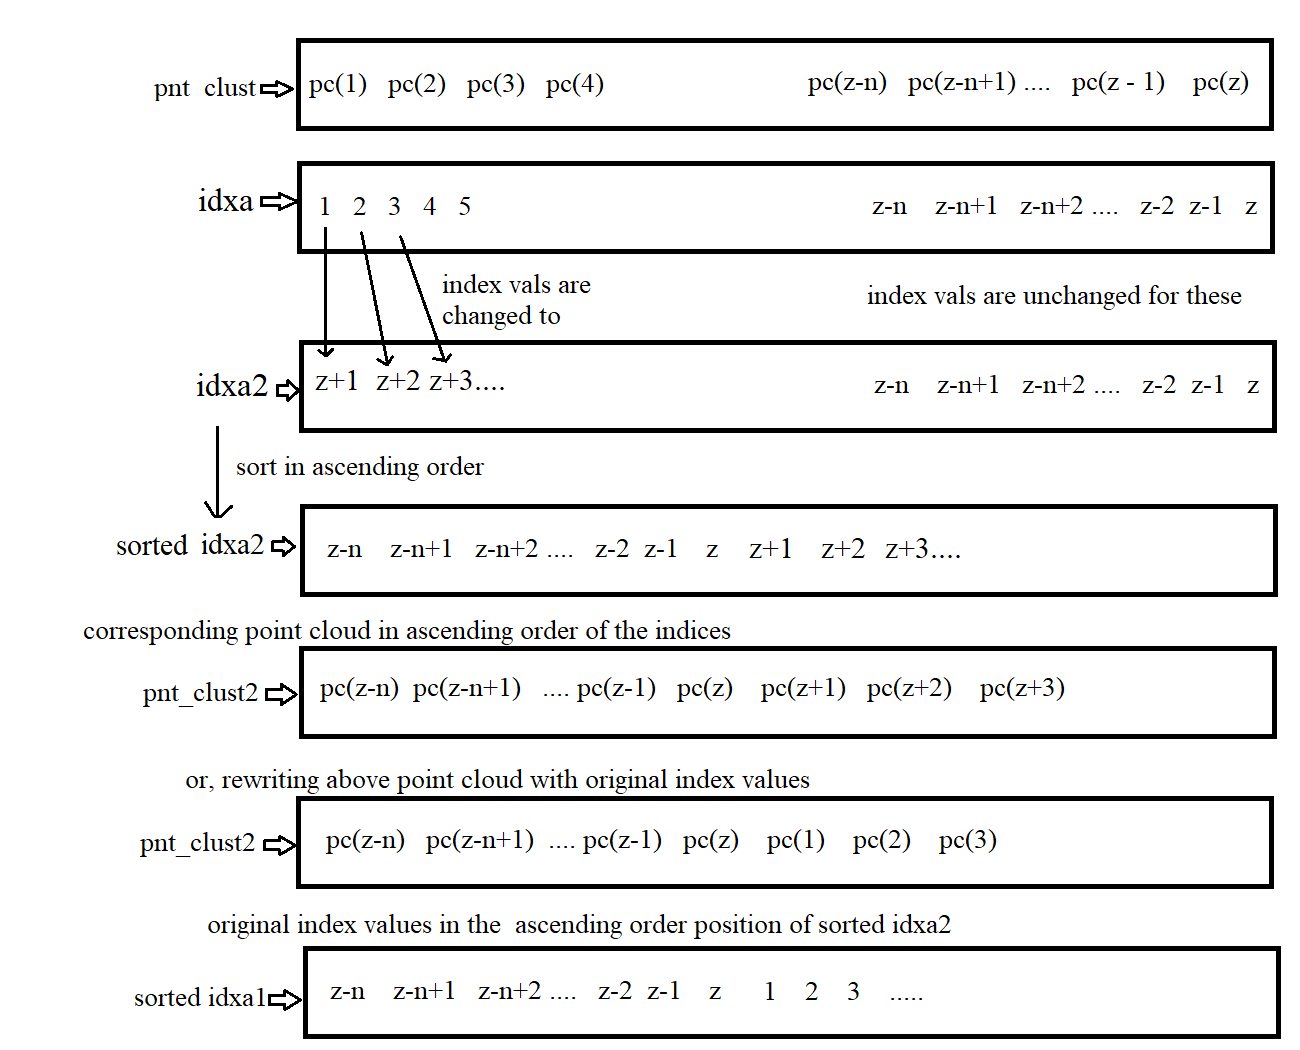 pnt clust pc(1) pc(2) pc(3) pc(4) pc(z-n) pc(z-n+1) .... pc(z - 1) pc(z)
idxa 1 2 3 4 5 z-n z-n+1 z-n+2 .... z-2 z-1 z
index vals are
changed to
index vals are unchanged for these
idxa2 z+1 z+2 z+3.... z-n z-n+1 z-n+2 .... z-2 z-1 z
sort in ascending order
sorted idxa2 z-n z-n+1 z-n+2 .... z-2 z-1 z z+1 z+2 z+3....
corresponding point cloud in ascending order of the indices
pnt_clust2 pc(z-n) pc(z-n+1) .... pc(z-1) pc(z) pc(z+1) pc(z+2) pc(z+3)
or, rewriting above point cloud with original index values
pnt_clust2 pc(z-n) pc(z-n+1) .... pc(z-1) pc(z) pc(1) pc(2) pc(3)
original index values in the ascending order position of sorted idxa2
sorted idxa1 z-n z-n+1 z-n+2 .... z-2 z-1 z 1 2 3 .....